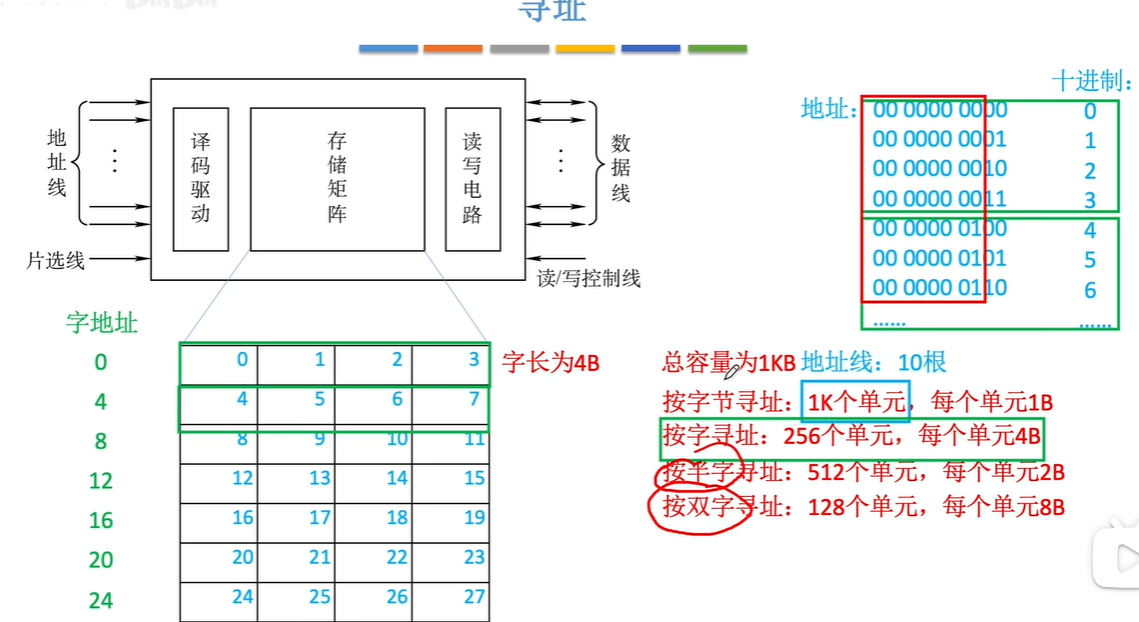 寻址
十进制：
地址：
00 0000 0000 0
00 0000 0001 1
00 0000 0010 2
00 0000 0011 3
00 0000 0100 4
00 0000 0101 5
00 0000 0110 6
...... ......
地址线
译码驱动
存储矩阵
读写电路
数据线
片选线
读/写控制线
字地址
0 0 1 2 3 字长为4B
4 4 5 6 7
8 8 9 10 11
12 12 13 14 15
16 16 17 18 19
20 20 21 22 23
24 24 25 26 27
总容量为1KB 地址线：10根
按字节寻址：1K个单元，每个单元1B
按字寻址：256个单元，每个单元4B
按半字寻址：512个单元，每个单元2B
按双字寻址：128个单元，每个单元8B